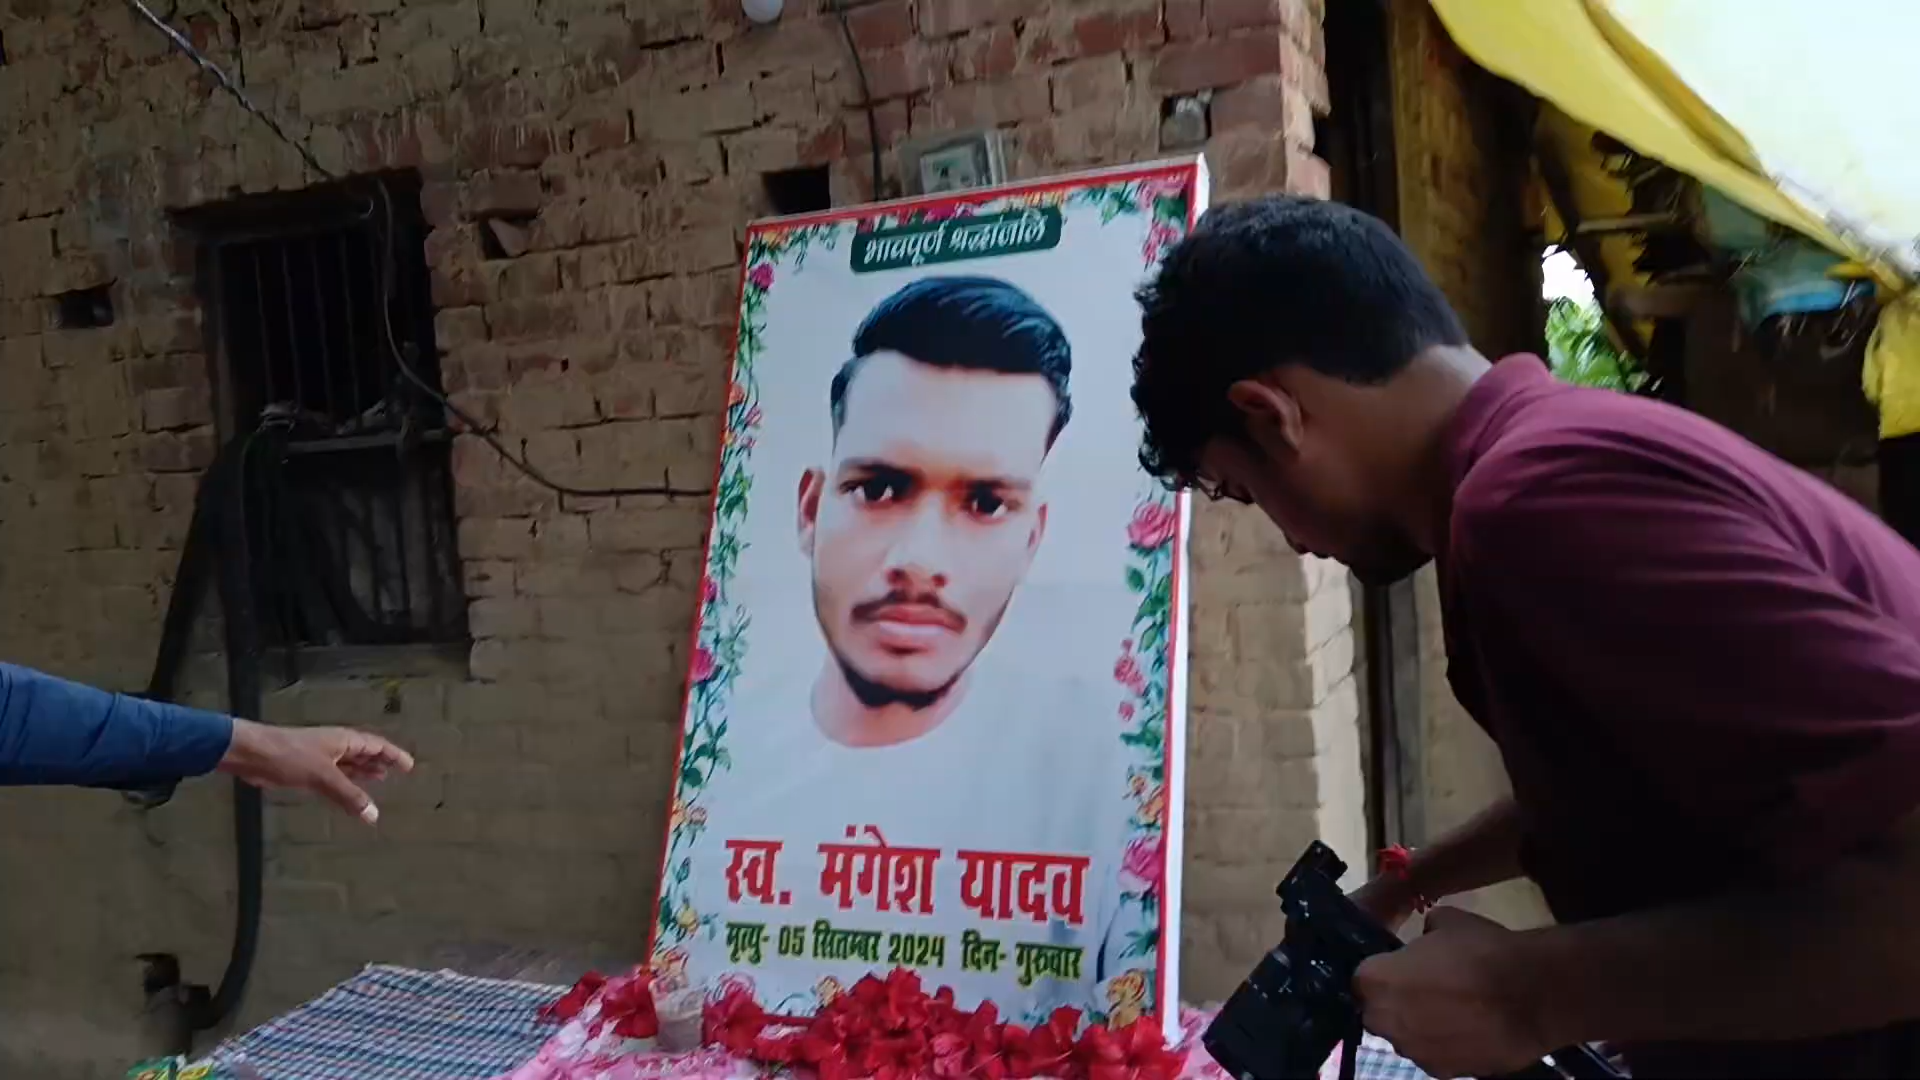 भावपूर्ण श्रद्धांजलि
स्व. मंगेश यादव
मृत्यु- 05 सितम्बर 2024 दिन- गुरुवार